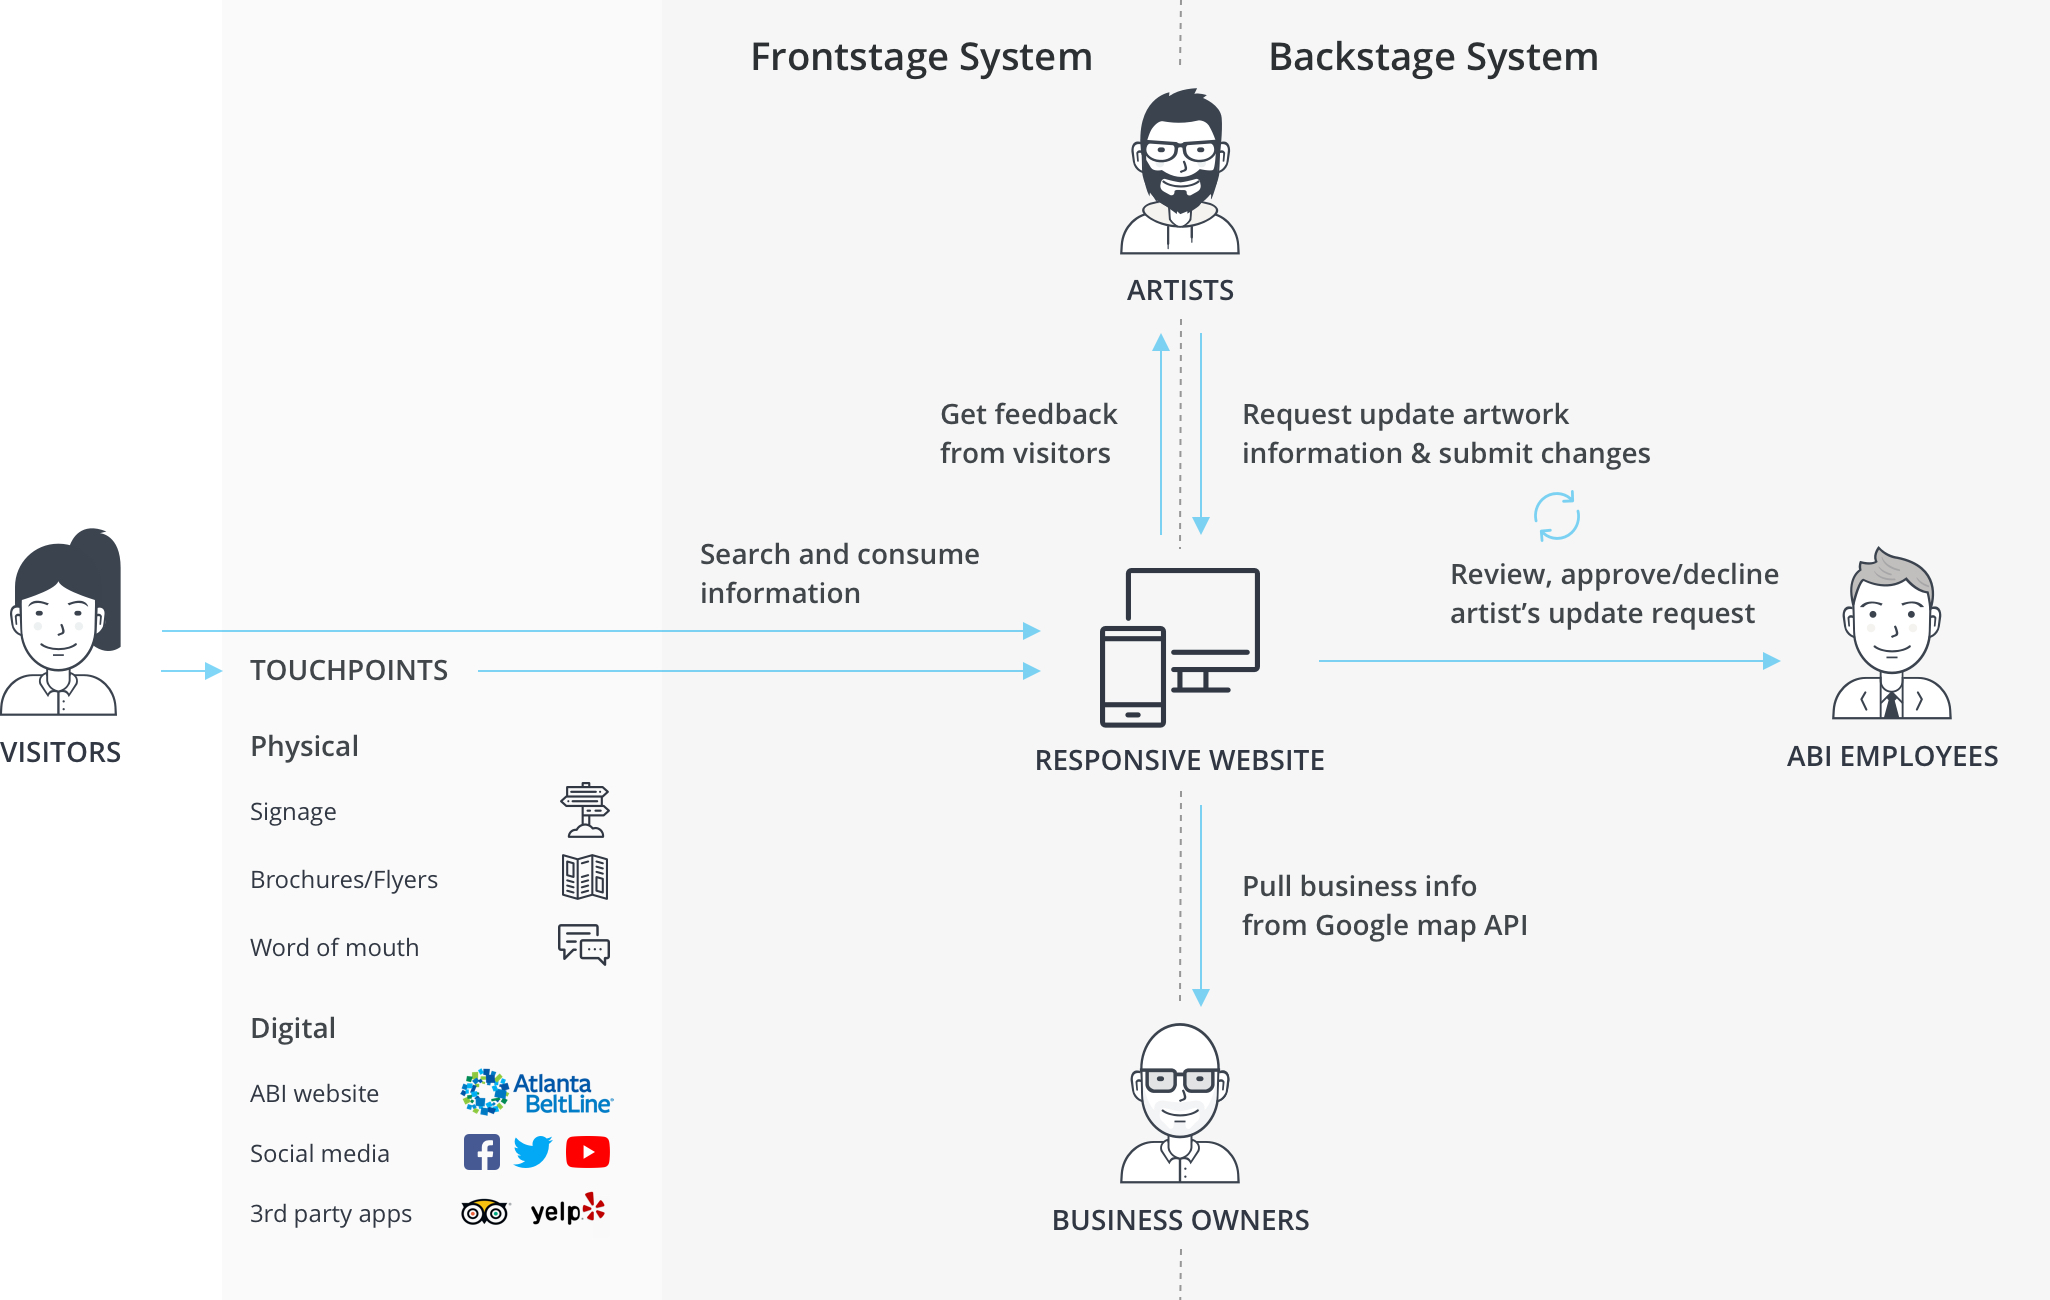 Frontstage System
Backstage System
ARTISTS
Get feedback
from visitors
Request update artwork
information & submit changes
Search and consume
information
Review, approve/decline
artist’s update request
VISITORS
TOUCHPOINTS
RESPONSIVE WEBSITE
ABI EMPLOYEES
Physical
Signage
Brochures/Flyers
Word of mouth
Digital
ABI website
Atlanta
BeltLine
Social media
3rd party apps
yelp
Pull business info
from Google map API
BUSINESS OWNERS